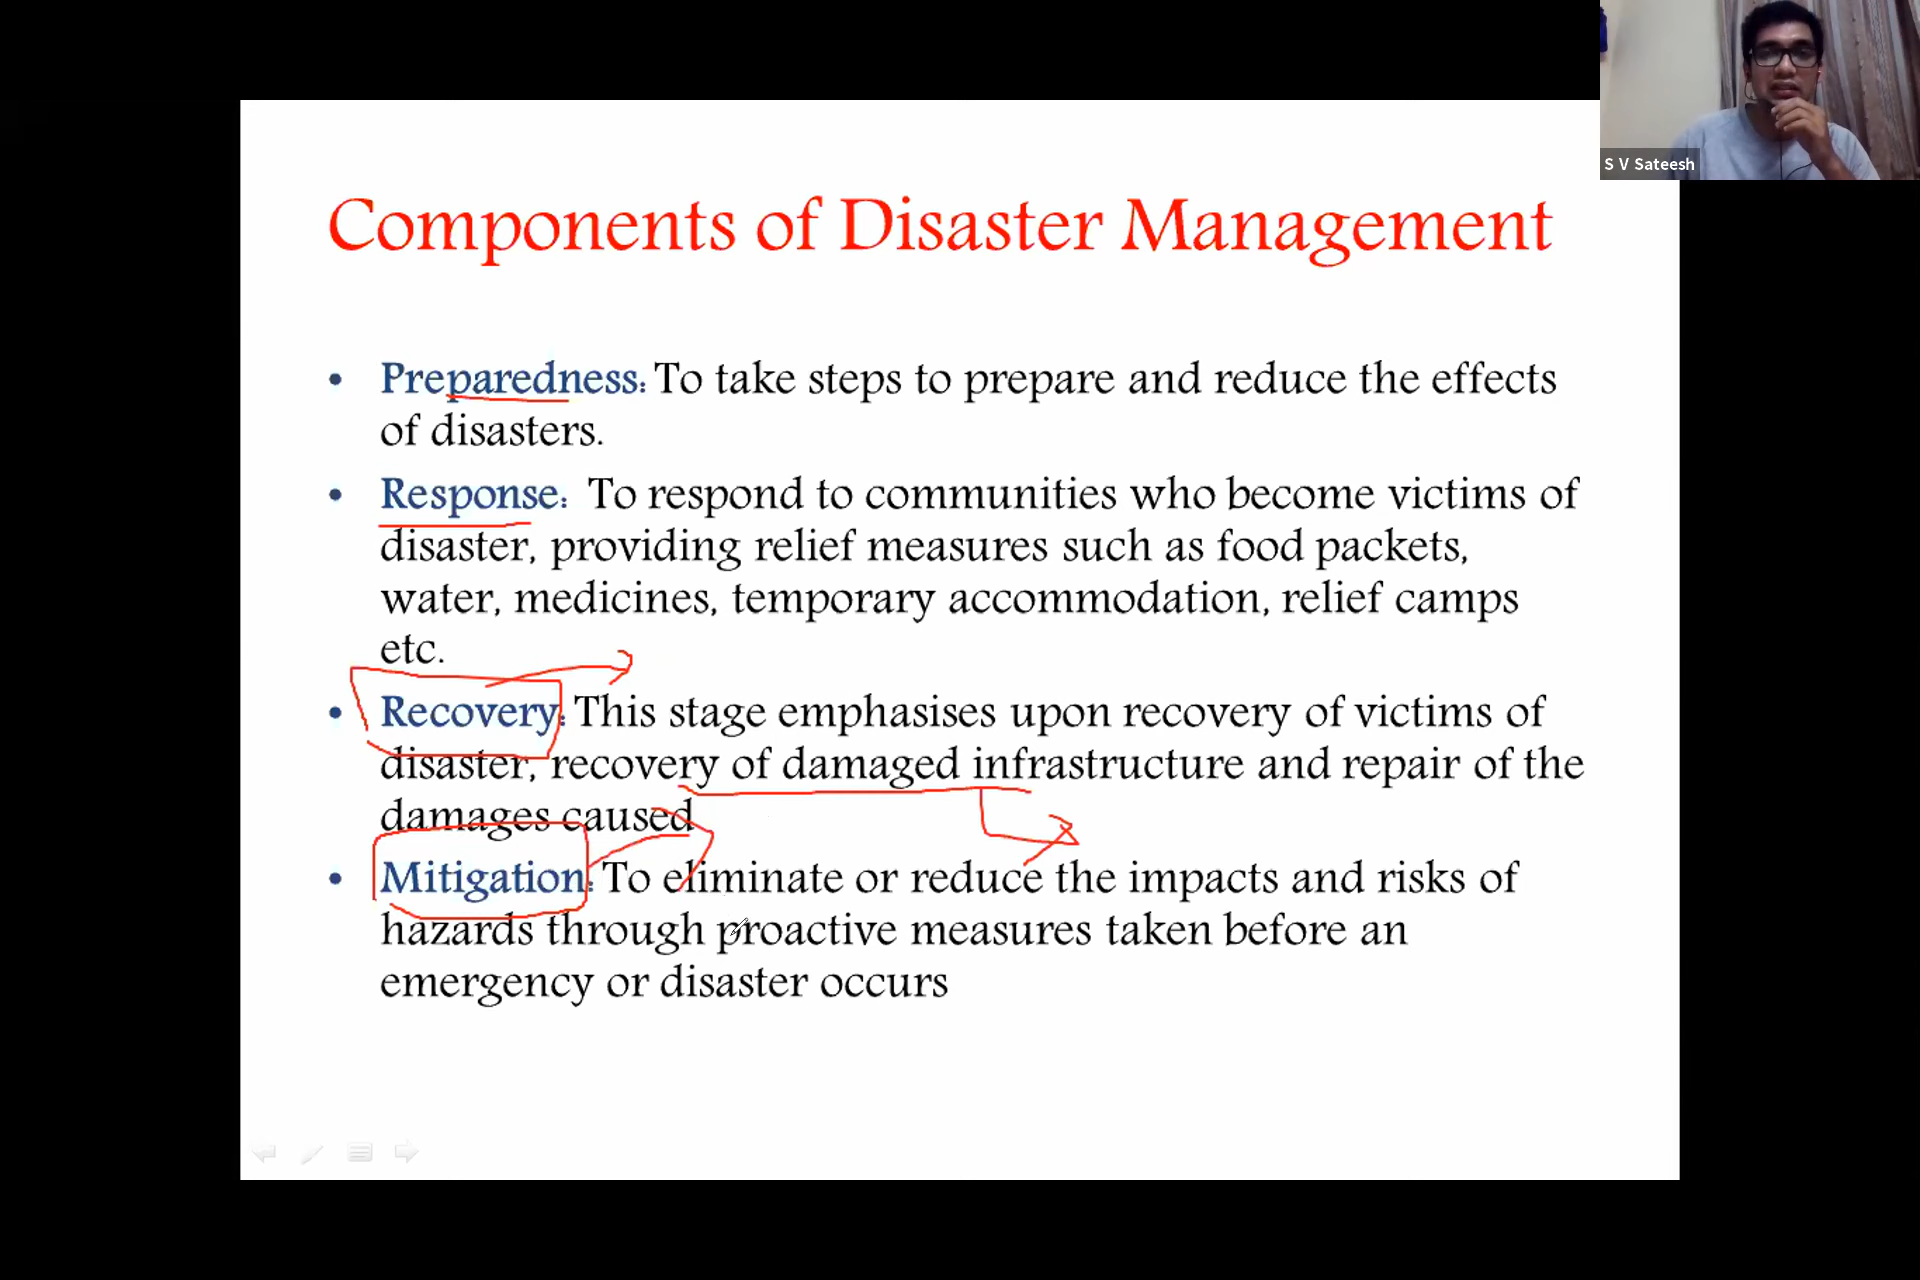 S V Sateesh
Components of Disaster Management
• Preparedness: To take steps to prepare and reduce the effects
of disasters.
• Response: To respond to communities who become victims of
disaster, providing relief measures such as food packets,
water, medicines, temporary accommodation, relief camps
etc.
• Recovery: This stage emphasises upon recovery of victims of
disaster, recovery of damaged infrastructure and repair of the
damages caused
• Mitigation: To eliminate or reduce the impacts and risks of
hazards through proactive measures taken before an
emergency or disaster occurs